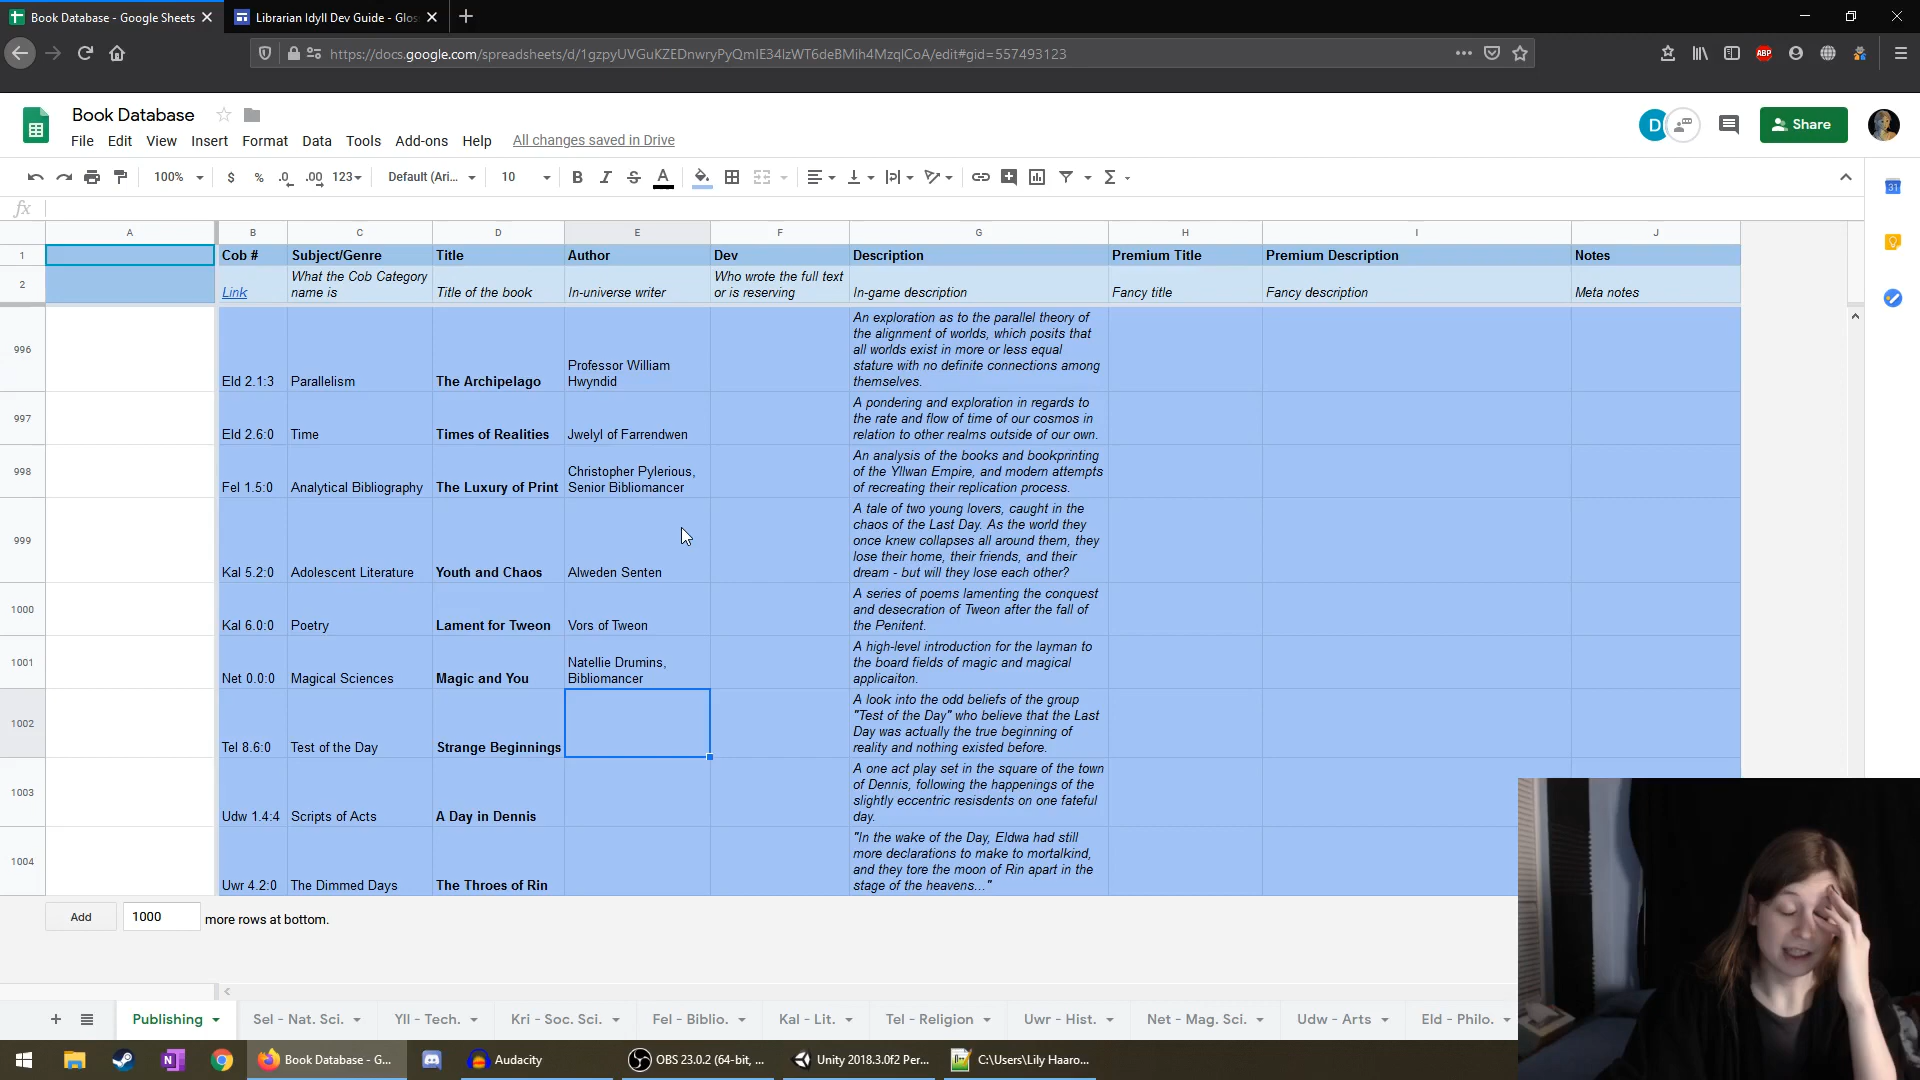 Book Database - Google Sheets
Librarian Idyll Dev Guide - Glos
https://docs.google.com/spreadsheets/d/1gzpyUVGuKZEDnwryPyQmIE34lzWT6deBMih4MzqlCoA/edit#gid=557493123
ABP
Book Database
D
Share
File Edit View Insert Format Data Tools Add-ons Help All changes saved in Drive
100% $ % .0 .00 123 Default (Ari... 10 B I S A Σ
31
fx
A B C D E F G H I J
1 Cob # Subject/Genre Title Author Dev Description Premium Title Premium Description Notes
What the Cob Category Who wrote the full text
2 Link name is Title of the book In-universe writer or is reserving In-game description Fancy title Fancy description Meta notes
An exploration as to the parallel theory of
the alignment of worlds, which posits that
996 all worlds exist in more or less equal
Professor William stature with no definite connections among
Eld 2.1:3 Parallelism The Archipelago Hwyndid themselves.
A pondering and exploration in regards to
997 the rate and flow of time of our cosmos in
Eld 2.6:0 Time Times of Realities Jwelyl of Farrendwen relation to other realms outside of our own.
An analysis of the books and bookprinting
998 Christopher Pylerious, of the Yllwan Empire, and modern attempts
Fel 1.5:0 Analytical Bibliography The Luxury of Print Senior Bibliomancer of recreating their replication process.
A tale of two young lovers, caught in the
chaos of the Last Day. As the world they
999 once knew collapses all around them, they
lose their home, their friends, and their
Kal 5.2:0 Adolescent Literature Youth and Chaos Alweden Senten dream - but will they lose each other?
A series of poems lamenting the conquest
1000 and desecration of Tweon after the fall of
Kal 6.0:0 Poetry Lament for Tweon Vors of Tweon the Penitent.
A high-level introduction for the layman to
1001 Natellie Drumins, the board fields of magic and magical
Net 0.0:0 Magical Sciences Magic and You Bibliomancer applicaiton.
A look into the odd beliefs of the group
1002 "Test of the Day" who believe that the Last
Day was actually the true beginning of
Tel 8.6:0 Test of the Day Strange Beginnings reality and nothing existed before.
A one act play set in the square of the town
1003 of Dennis, following the happenings of the
slightly eccentric resisdents on one fateful
Udw 1.4:4 Scripts of Acts A Day in Dennis day.
"In the wake of the Day, Eldwa had still
1004 more declarations to make to mortalkind,
and they tore the moon of Rin apart in the
Uwr 4.2:0 The Dimmed Days The Throes of Rin stage of the heavens..."
Add 1000 more rows at bottom.
Publishing Sel - Nat. Sci. Yll - Tech. Kri - Soc. Sci. Fel - Biblio. Kal - Lit. Tel - Religion Uwr - Hist. Net - Mag. Sci. Udw - Arts Eld - Philo.
N Book Database - G... Audacity OBS 23.0.2 (64-bit, ... Unity 2018.3.0f2 Per... C:\Users\Lily Haaro...